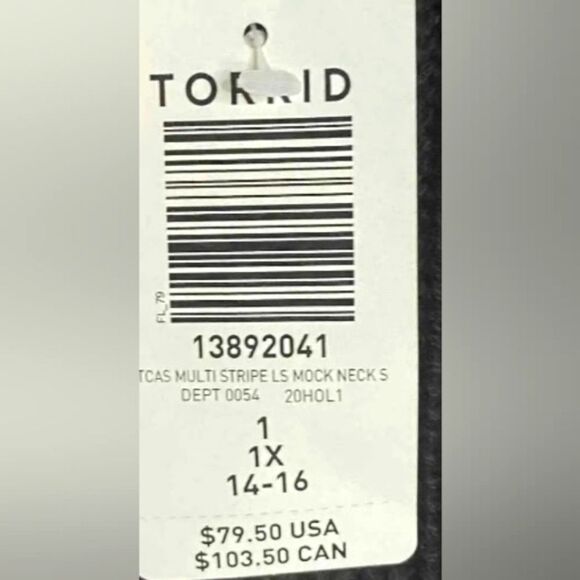 TORRID
FL_79
13892041
TCAS MULTI STRIPE LS MOCK NECK S
DEPT 0054 20HOL1
1
1X
14-16
$79.50 USA
$103.50 CAN